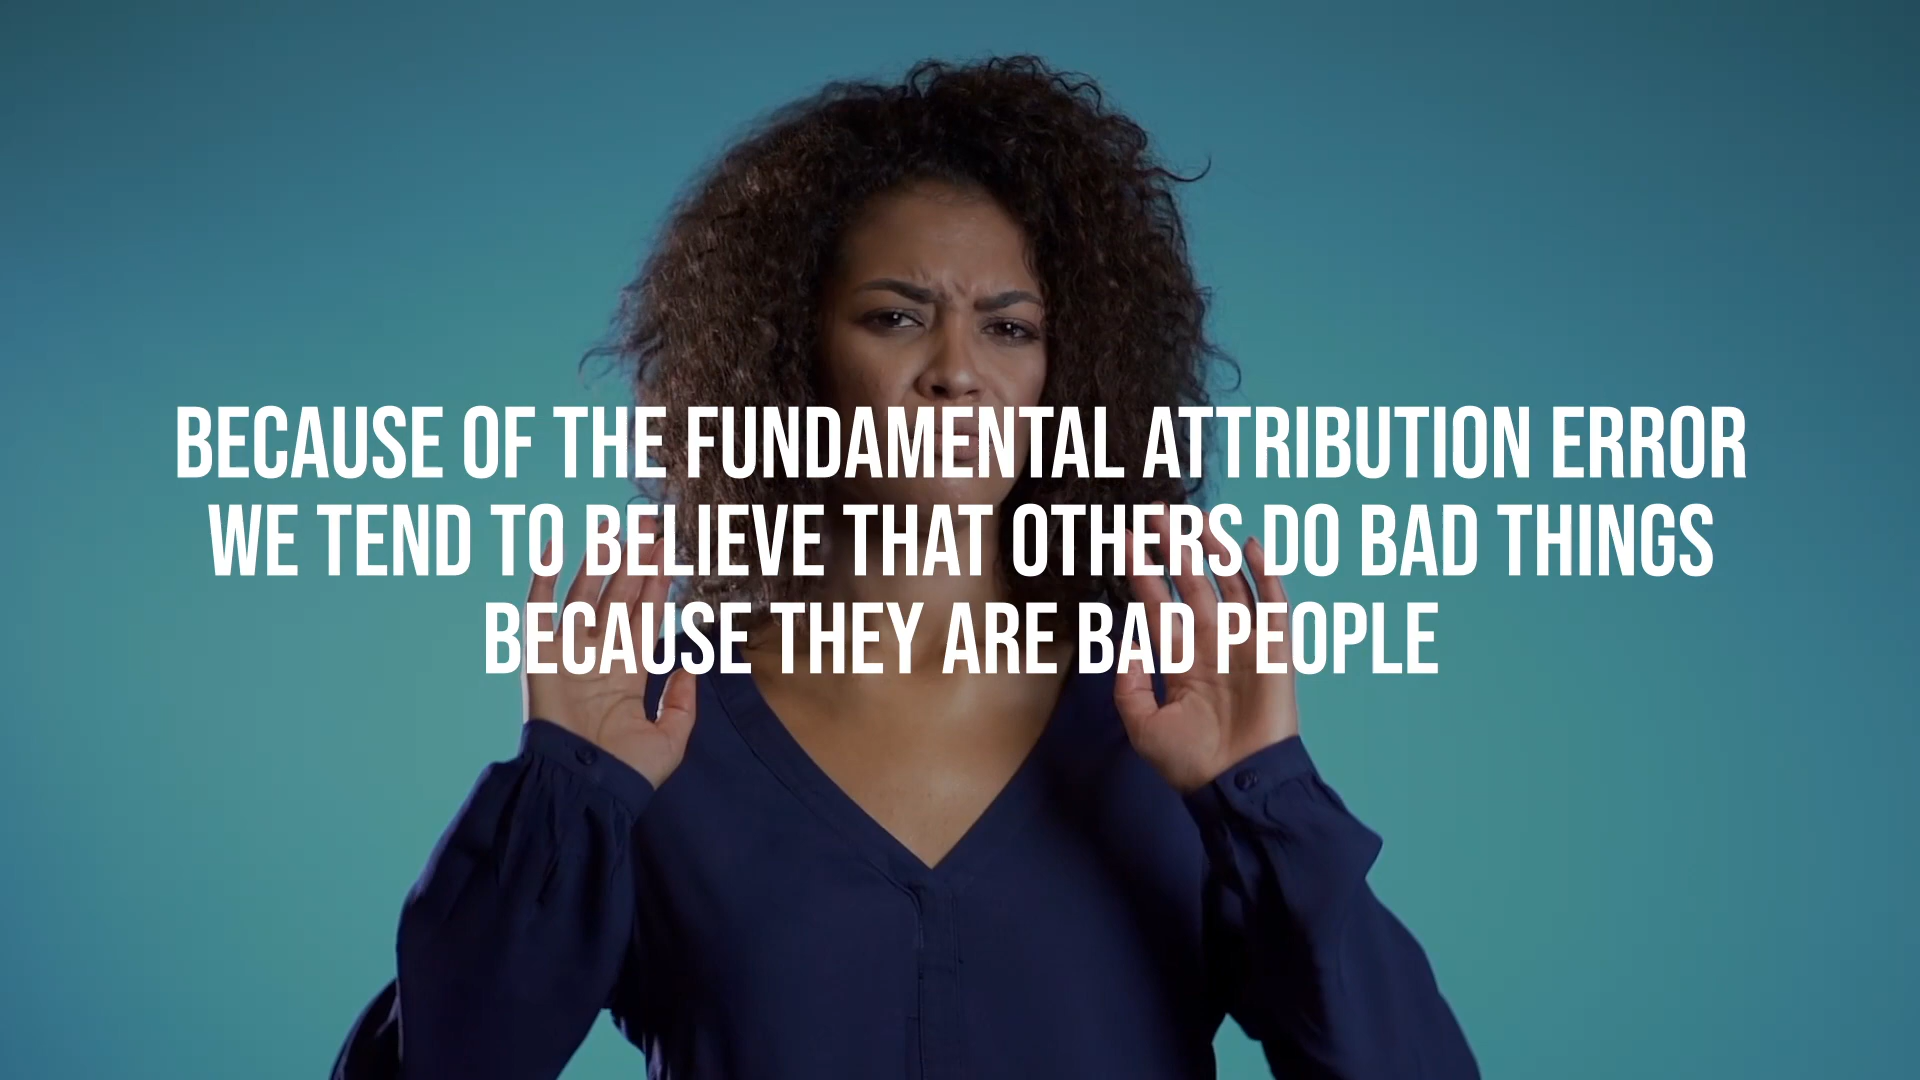 BECAUSE OF THE FUNDAMENTAL ATTRIBUTION ERROR
WE TEND TO BELIEVE THAT OTHERS DO BAD THINGS
BECAUSE THEY ARE BAD PEOPLE